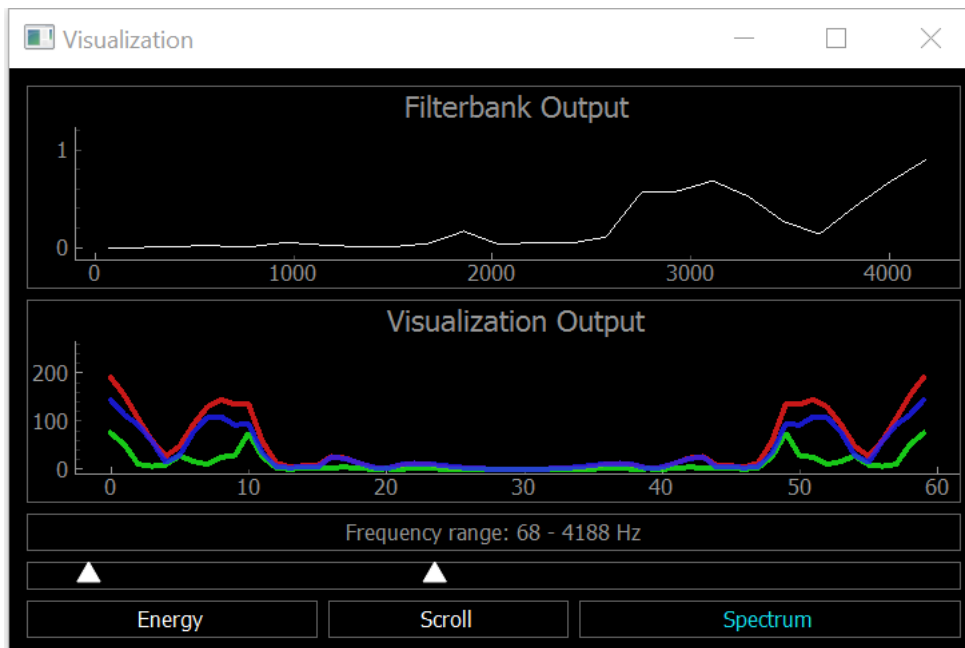 Visualization
Filterbank Output
1
0
0 1000 2000 3000 4000
Visualization Output
200
100
0
0 10 20 30 40 50 60
Frequency range: 68 - 4188 Hz
Energy Scroll Spectrum